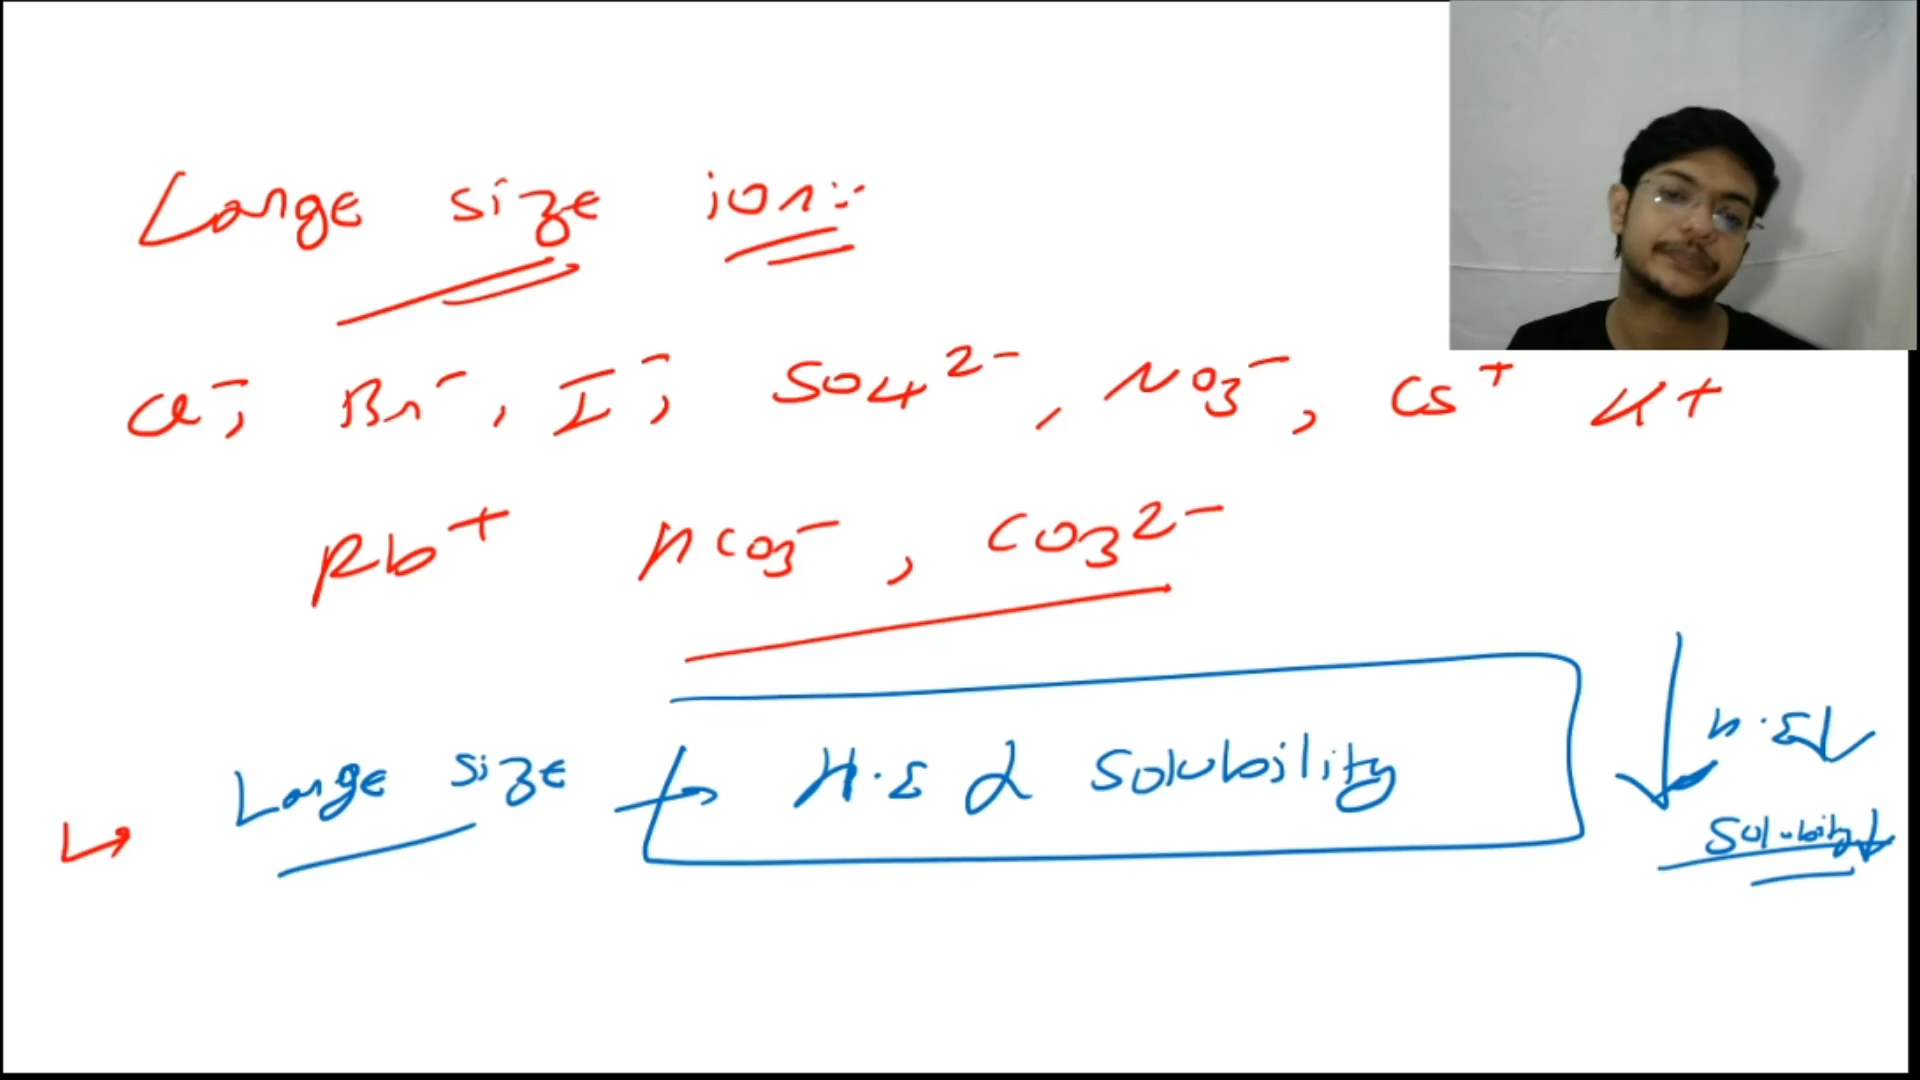 Large size ion:-
Cl⁻, Br⁻, I⁻, SO4²⁻, NO3⁻, Cs⁺ K⁺
Rb⁺ HCO3⁻, CO3²⁻
Large size → H.E α Solubility
H.E↓
Solubility↓